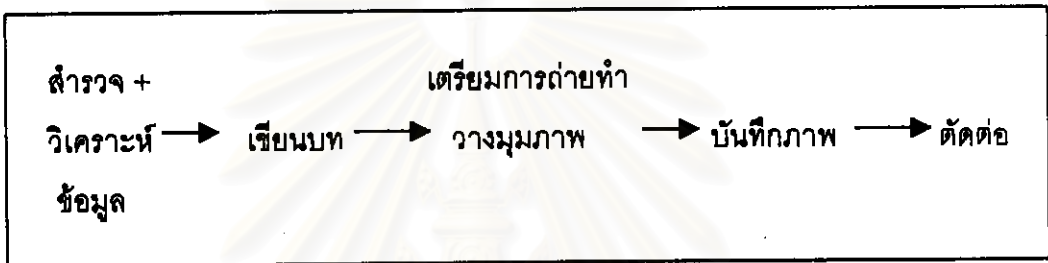 สำรวจ +
วิเคราะห์
ข้อมูล
เขียนบท
เตรียมการถ่ายทำ
วางมุมภาพ
บันทึกภาพ
ตัดต่อ